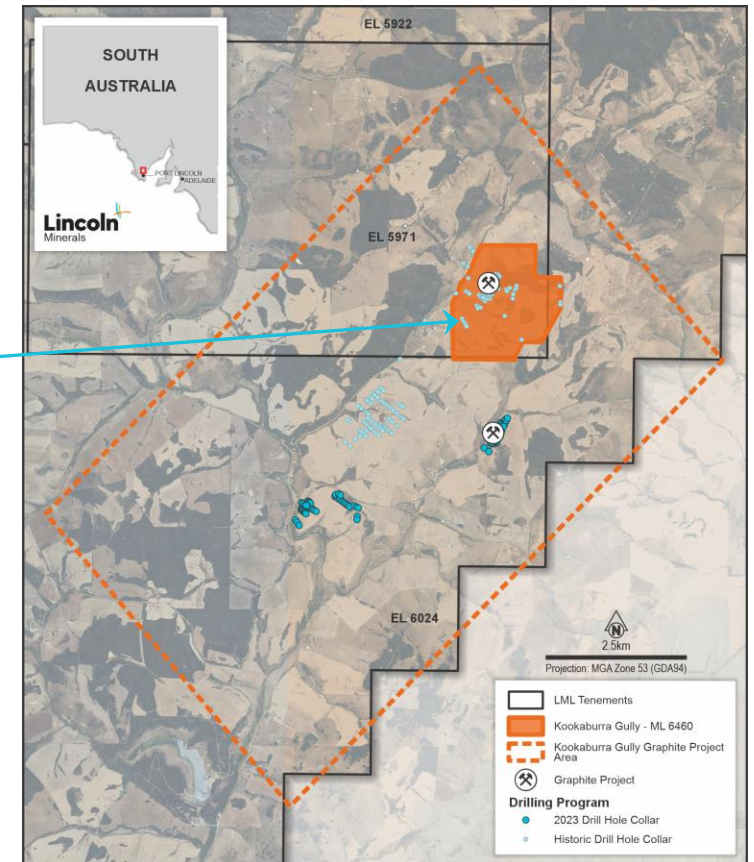 EL 5922
SOUTH
AUSTRALIA
PORT LINCOLN
ADELAIDE
Lincoln
Minerals
EL 5971
EL 6024
N
2.5km
Projection: MGA Zone 53 (GDA94)
LML Tenements
Kookaburra Gully - ML 6460
Kookaburra Gully Graphite Project
Area
Graphite Project
Drilling Program
2023 Drill Hole Collar
Historic Drill Hole Collar